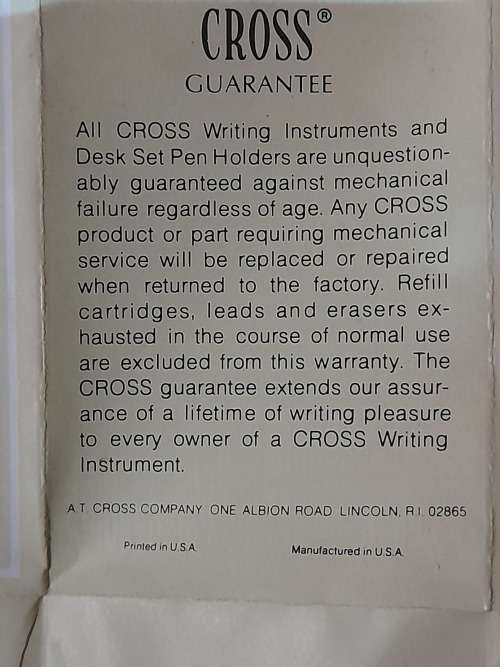 CROSS®
GUARANTEE
All CROSS Writing Instruments and
Desk Set Pen Holders are unquestion-
ably guaranteed against mechanical
failure regardless of age. Any CROSS
product or part requiring mechanical
service will be replaced or repaired
when returned to the factory. Refill
cartridges, leads and erasers ex-
hausted in the course of normal use
are excluded from this warranty. The
CROSS guarantee extends our assur-
ance of a lifetime of writing pleasure
to every owner of a CROSS Writing
Instrument.
A.T. CROSS COMPANY ONE ALBION ROAD, LINCOLN, R.I. 02865
Printed in U.S.A. Manufactured in U.S.A.